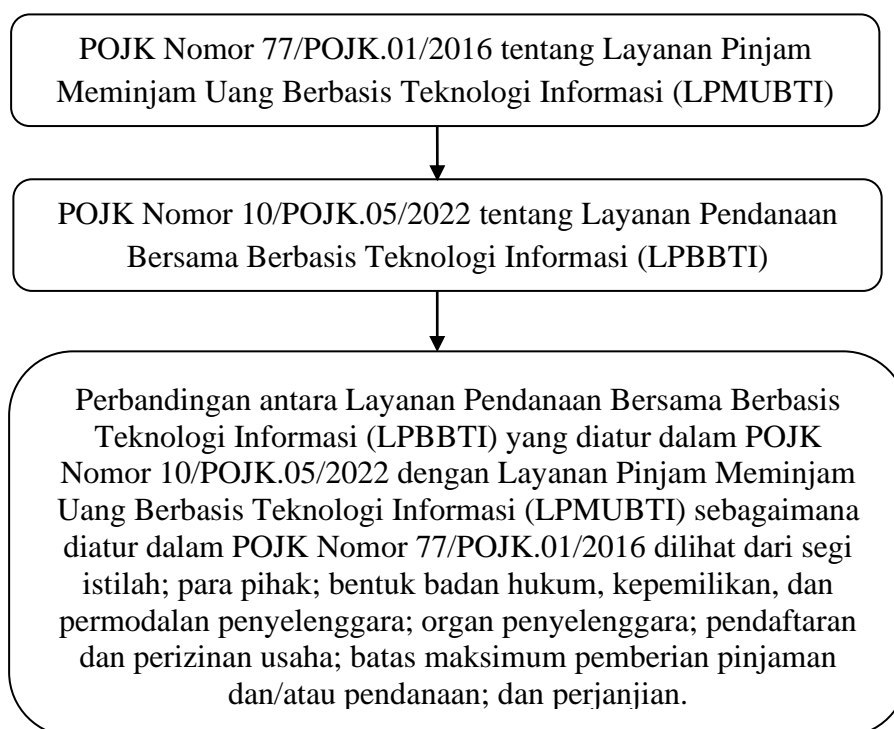 POJK Nomor 77/POJK.01/2016 tentang Layanan Pinjam
Meminjam Uang Berbasis Teknologi Informasi (LPMUBTI)
POJK Nomor 10/POJK.05/2022 tentang Layanan Pendanaan
Bersama Berbasis Teknologi Informasi (LPBBTI)
Perbandingan antara Layanan Pendanaan Bersama Berbasis
Teknologi Informasi (LPBBTI) yang diatur dalam POJK
Nomor 10/POJK.05/2022 dengan Layanan Pinjam Meminjam
Uang Berbasis Teknologi Informasi (LPMUBTI) sebagaimana
diatur dalam POJK Nomor 77/POJK.01/2016 dilihat dari segi
istilah; para pihak; bentuk badan hukum, kepemilikan, dan
permodalan penyelenggara; organ penyelenggara; pendaftaran
dan perizinan usaha; batas maksimum pemberian pinjaman
dan/atau pendanaan; dan perjanjian.